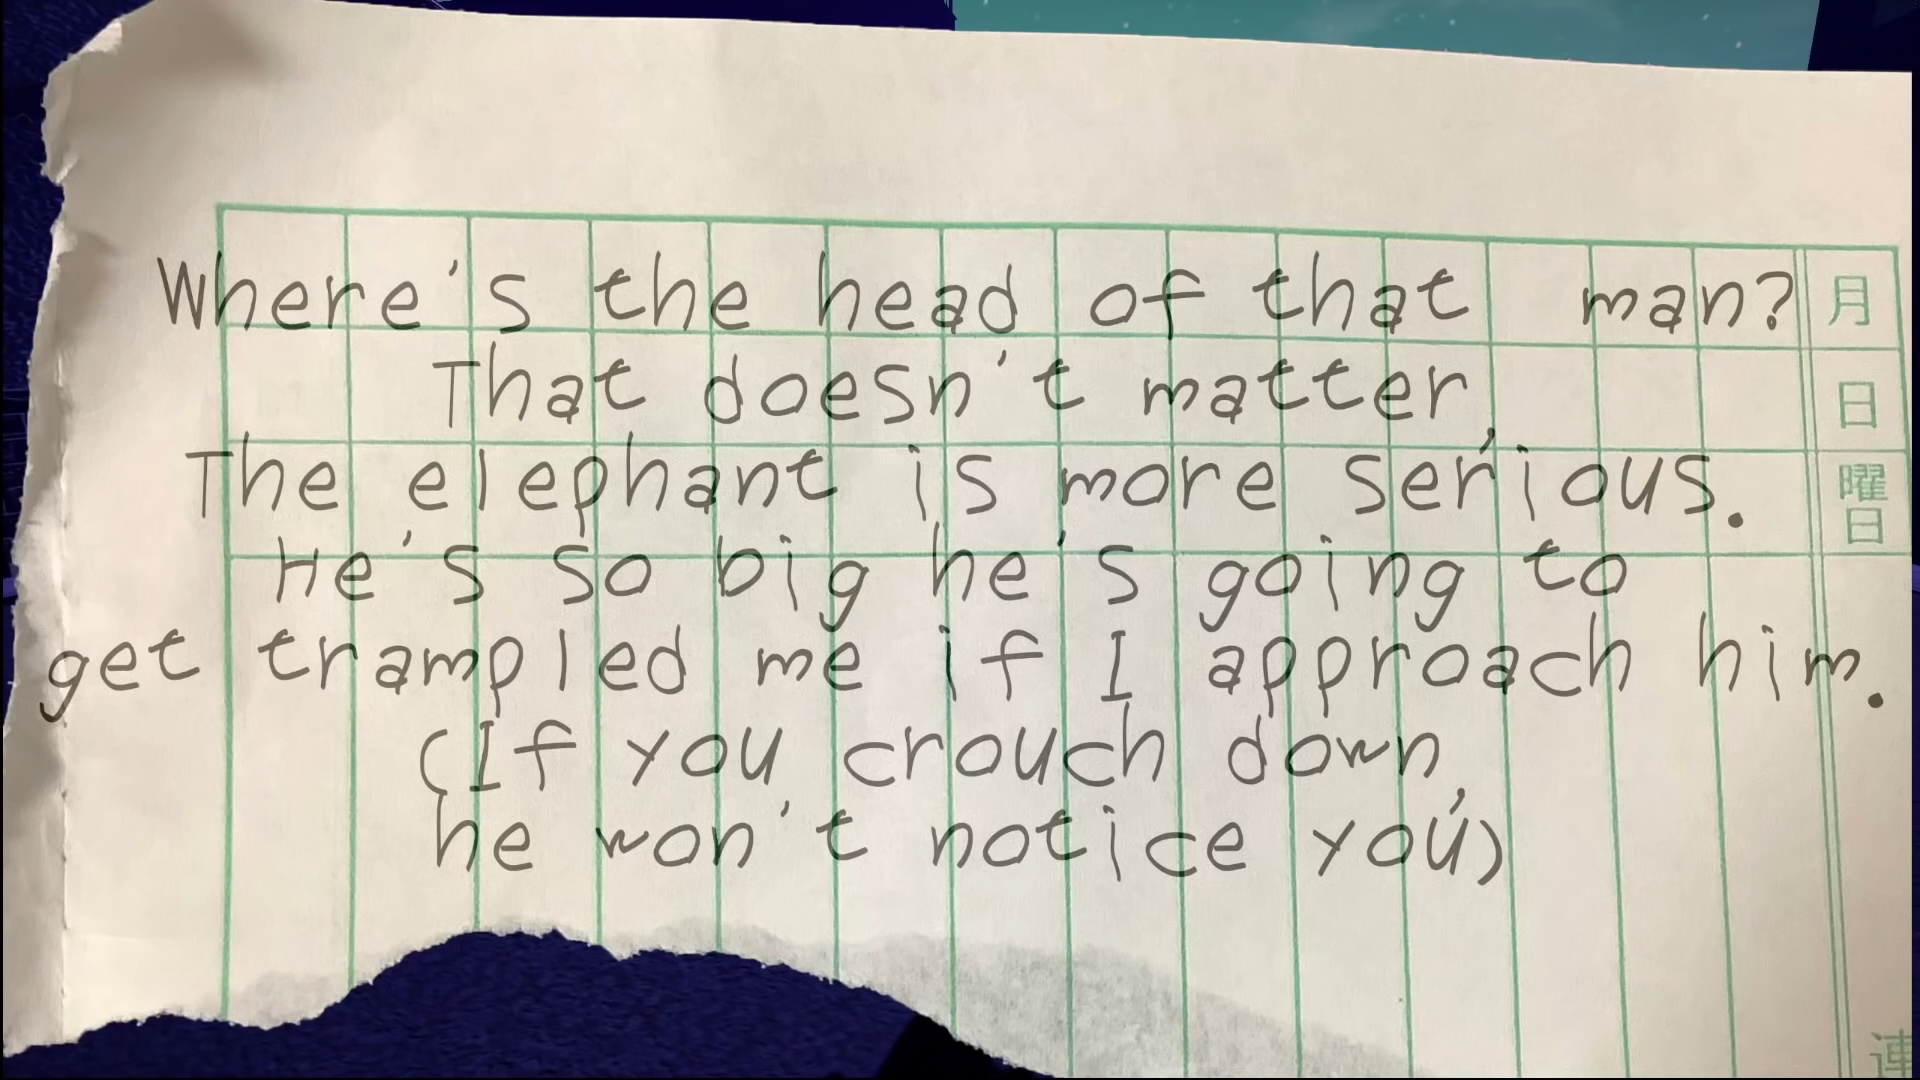 Where's the head of that man?
That doesn't matter,
The elephant is more serious.
He's so big he's going to
get trampled me if I approach him.
(If you crouch down,
he won't notice you)
月
日
曜日
連